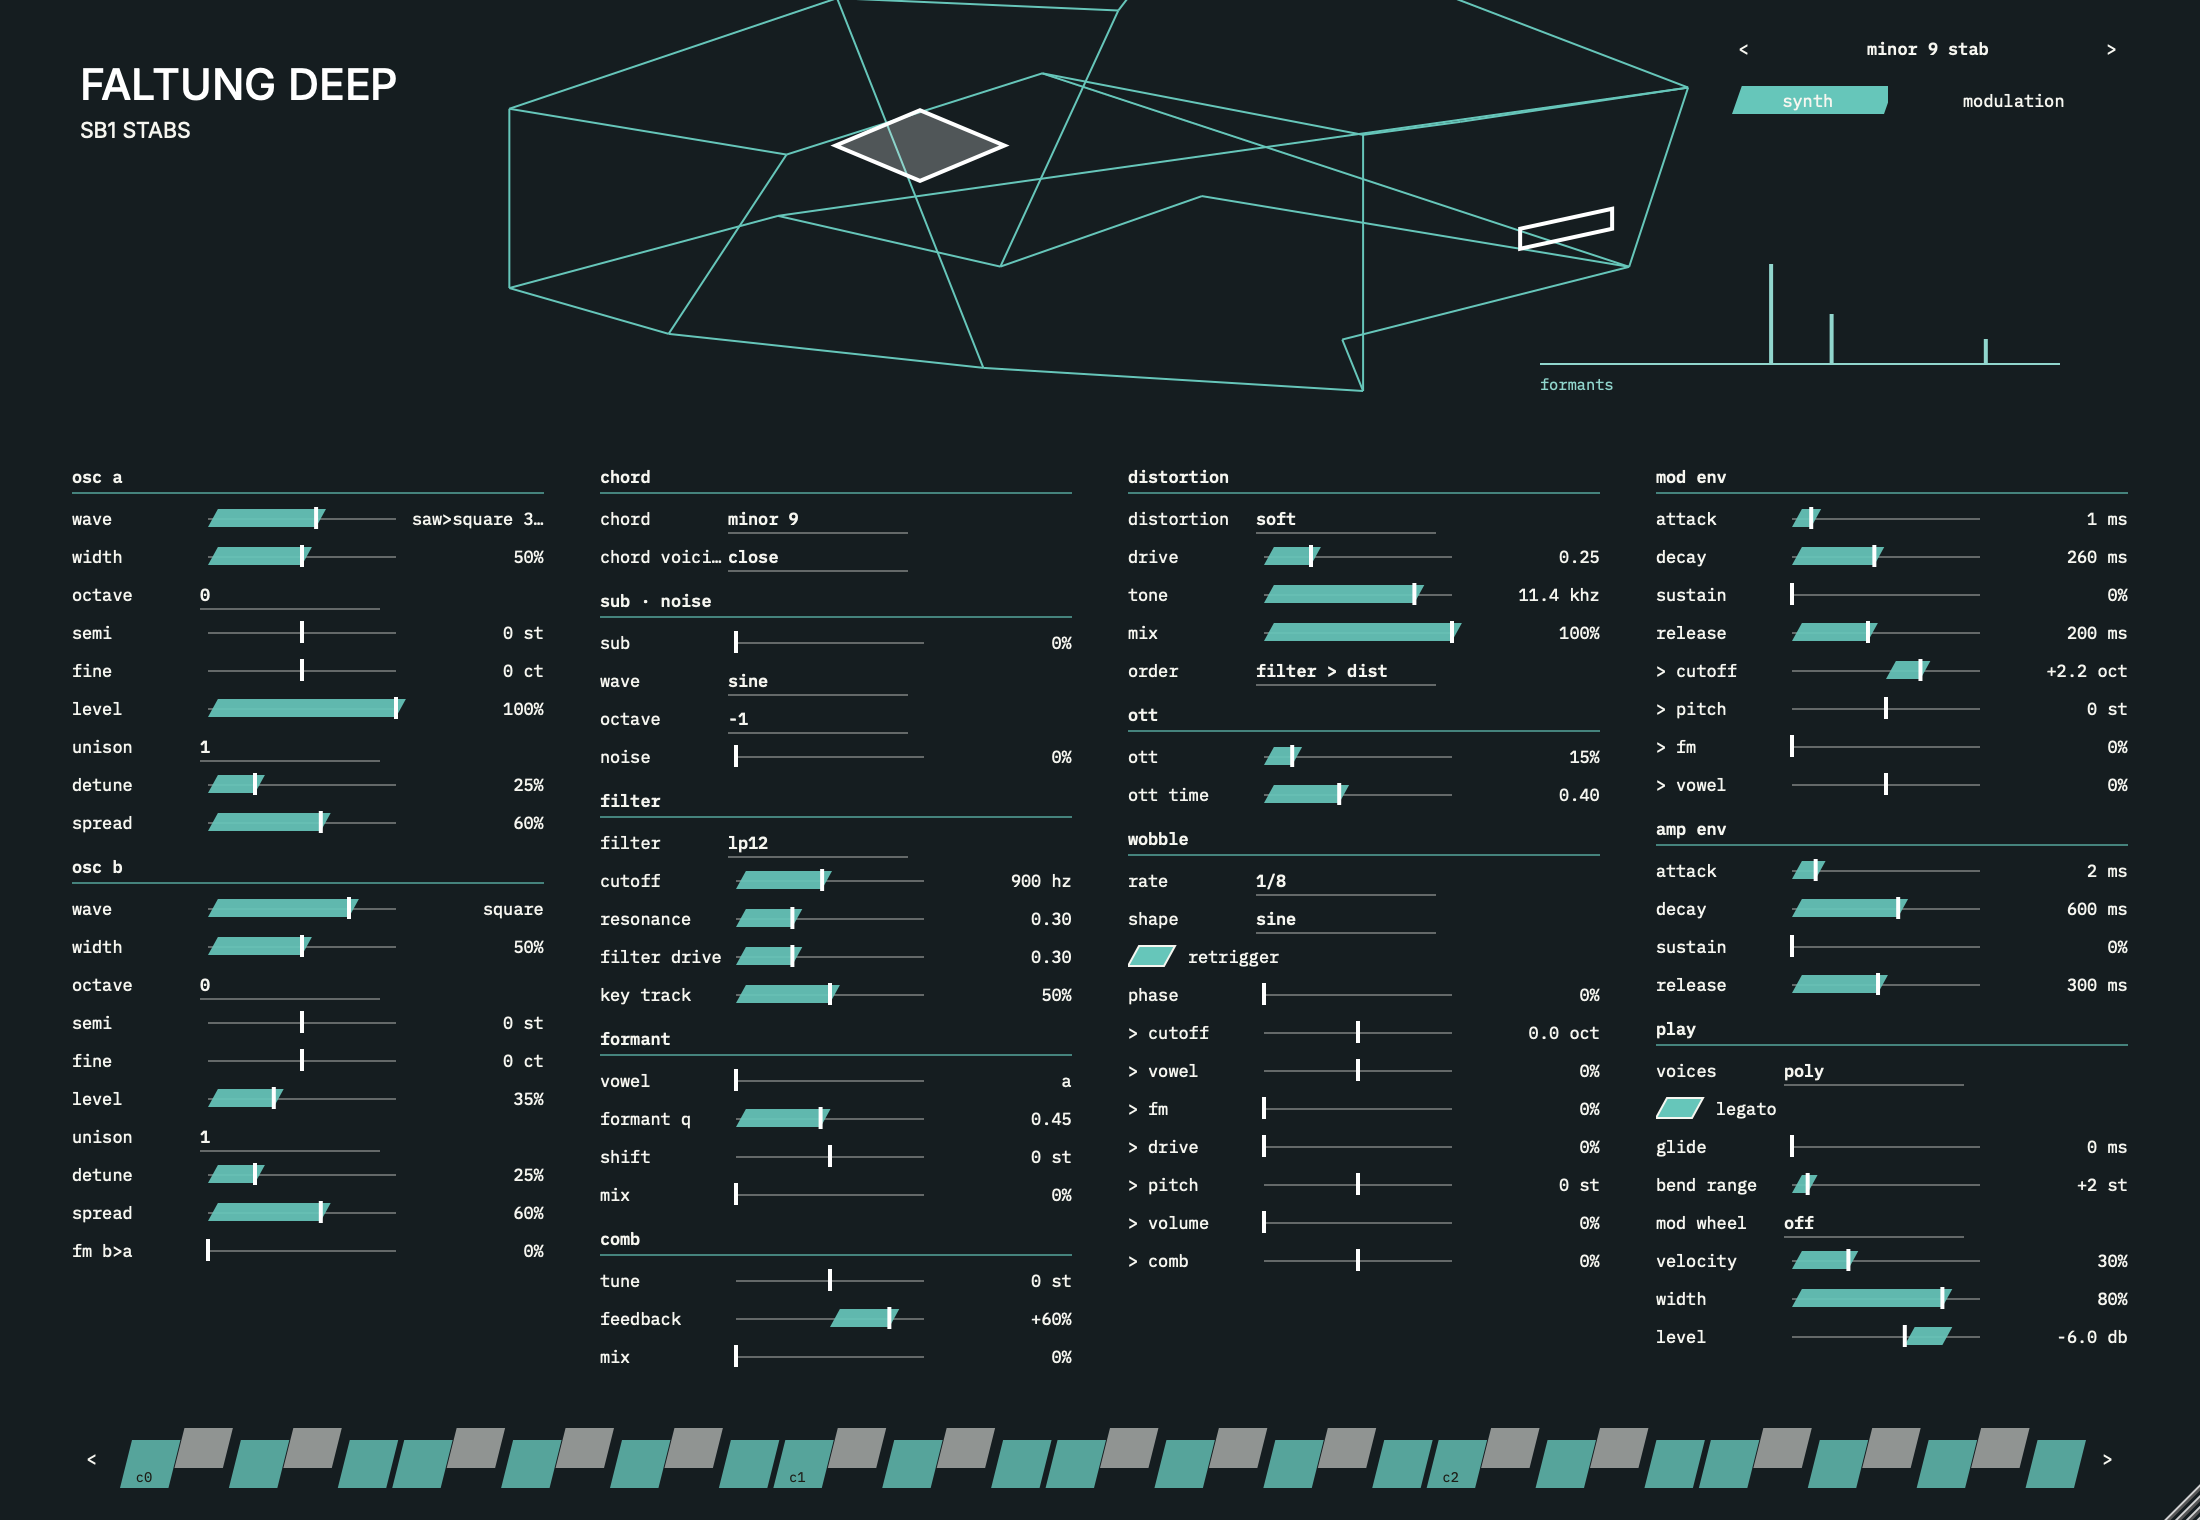 FALTUNG DEEP
SB1 STABS
< minor 9 stab >
synth modulation
formants
osc a
wave saw>square 3…
width 50%
octave 0
semi 0 st
fine 0 ct
level 100%
unison 1
detune 25%
spread 60%
osc b
wave square
width 50%
octave 0
semi 0 st
fine 0 ct
level 35%
unison 1
detune 25%
spread 60%
fm b>a 0%
chord
chord minor 9
chord voici… close
sub · noise
sub 0%
wave sine
octave -1
noise 0%
filter
filter lp12
cutoff 900 hz
resonance 0.30
filter drive 0.30
key track 50%
formant
vowel a
formant q 0.45
shift 0 st
mix 0%
comb
tune 0 st
feedback +60%
mix 0%
distortion
distortion soft
drive 0.25
tone 11.4 khz
mix 100%
order filter > dist
ott
ott 15%
ott time 0.40
wobble
rate 1/8
shape sine
retrigger
phase 0%
> cutoff 0.0 oct
> vowel 0%
> fm 0%
> drive 0%
> pitch 0 st
> volume 0%
> comb 0%
mod env
attack 1 ms
decay 260 ms
sustain 0%
release 200 ms
> cutoff +2.2 oct
> pitch 0 st
> fm 0%
> vowel 0%
amp env
attack 2 ms
decay 600 ms
sustain 0%
release 300 ms
play
voices poly
legato
glide 0 ms
bend range +2 st
mod wheel off
velocity 30%
width 80%
level -6.0 db
< c0 c1 c2 >